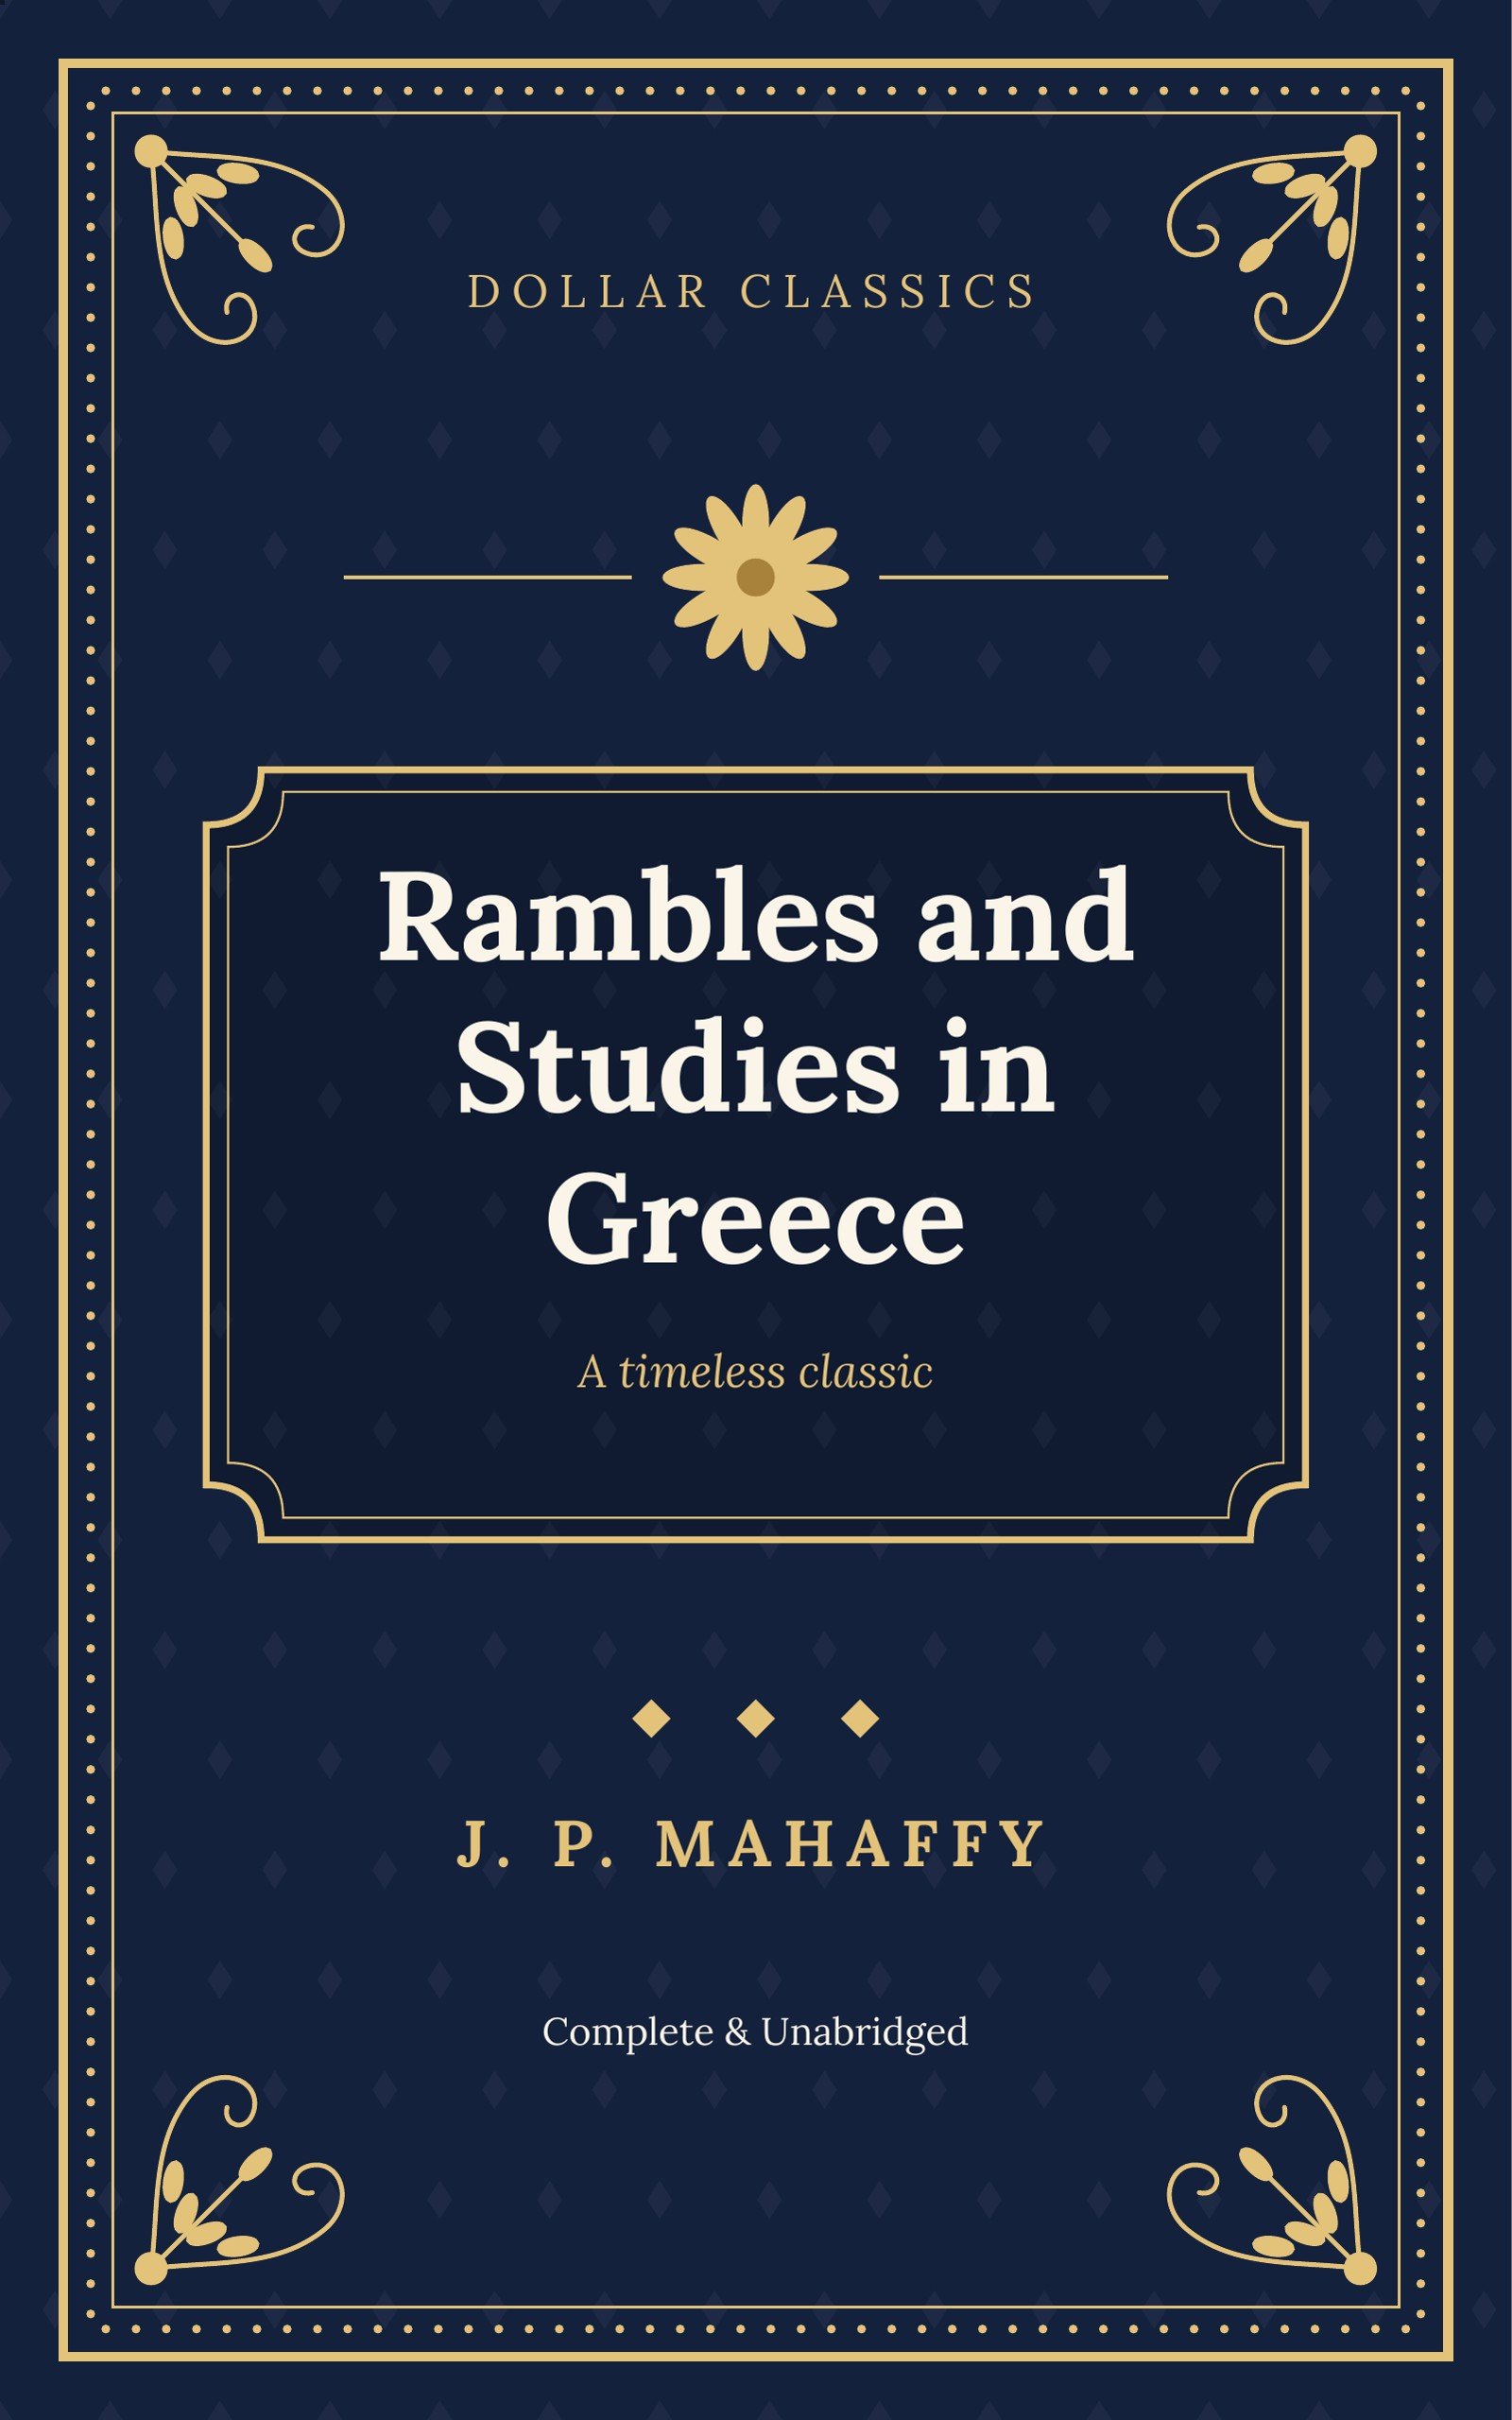 DOLLAR CLASSICS
Rambles and
Studies in
Greece
A timeless classic
J. P. MAHAFFY
Complete & Unabridged